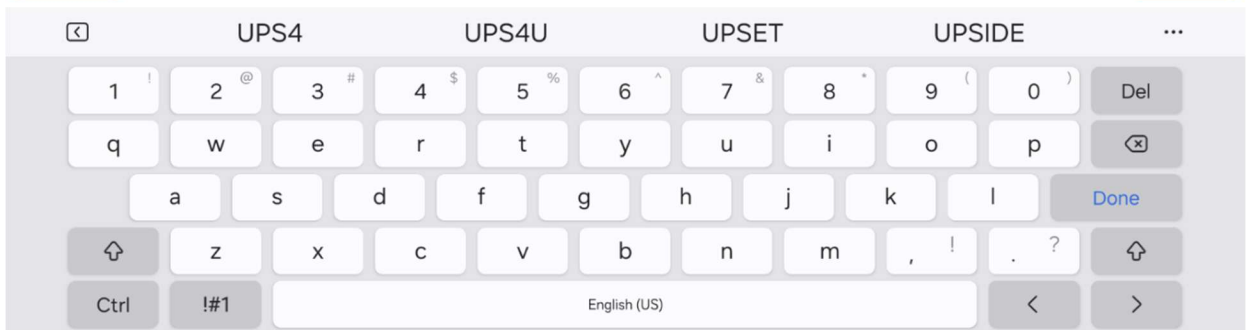 UPS4 UPS4U UPSET UPSIDE ...
1 ! 2 @ 3 # 4 $ 5 % 6 ^ 7 & 8 * 9 ( 0 ) Del
q w e r t y u i o p
a s d f g h j k l Done
z x c v b n m , ! . ?
Ctrl !#1 English (US) < >